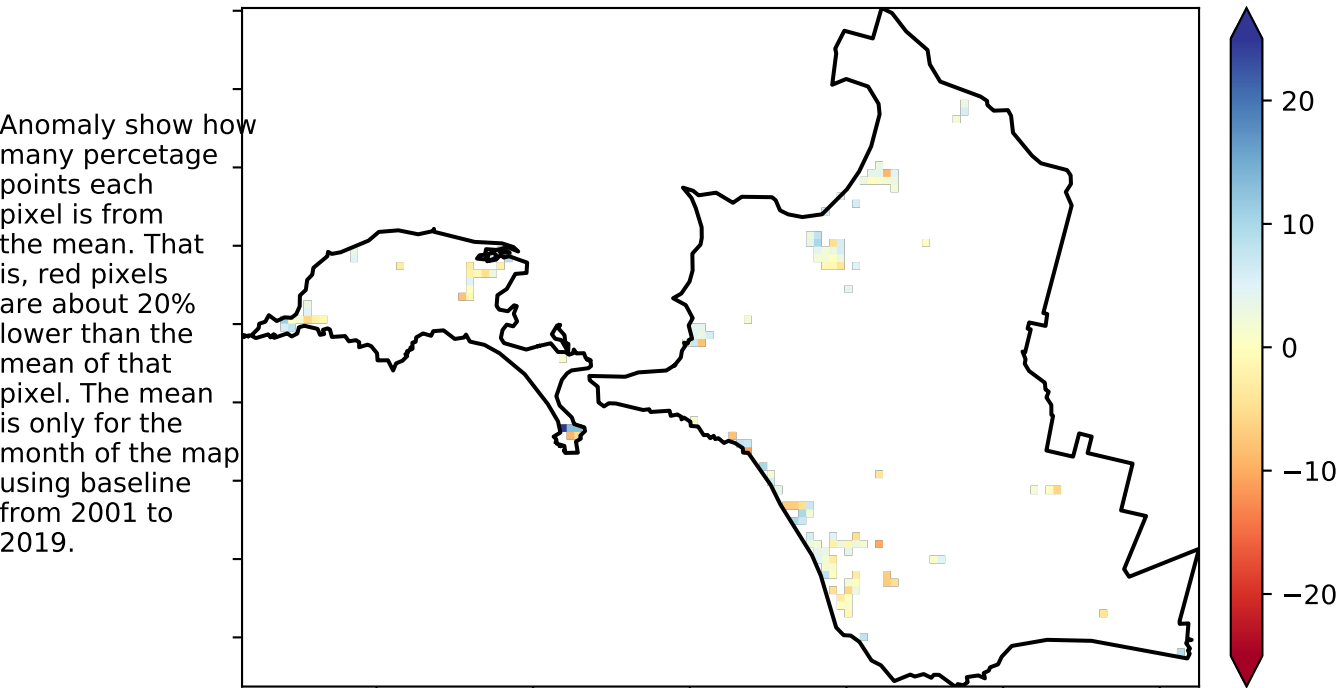 Anomaly show how
many percetage
points each
pixel is from
the mean. That
is, red pixels
are about 20%
lower than the
mean of that
pixel. The mean
is only for the
month of the map
using baseline
from 2001 to
2019.
20
10
0
−10
−20